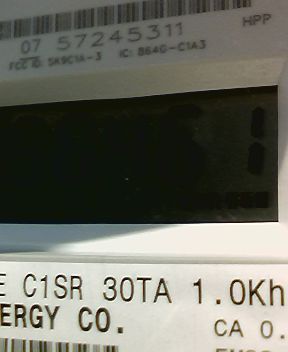 07 57245311
HPP
FCC ID: SK9C1A-3 IC: 864G-C1A3
E C1SR 30TA 1.0Kh
ERGY CO.
CA 0.